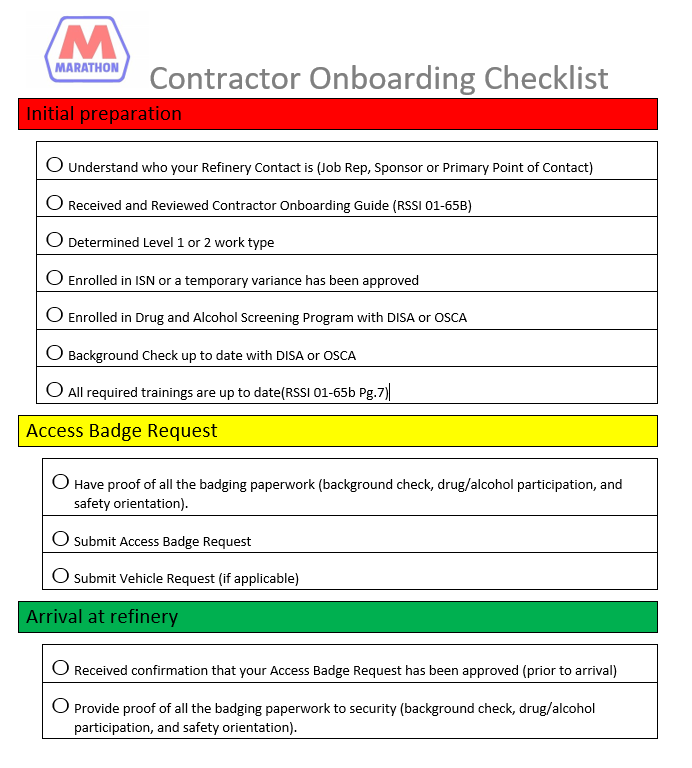 M
MARATHON
Contractor Onboarding Checklist
Initial preparation
Understand who your Refinery Contact is (Job Rep, Sponsor or Primary Point of Contact)
Received and Reviewed Contractor Onboarding Guide (RSSI 01-65B)
Determined Level 1 or 2 work type
Enrolled in ISN or a temporary variance has been approved
Enrolled in Drug and Alcohol Screening Program with DISA or OSCA
Background Check up to date with DISA or OSCA
All required trainings are up to date(RSSI 01-65b Pg.7)
Access Badge Request
Have proof of all the badging paperwork (background check, drug/alcohol participation, and
safety orientation).
Submit Access Badge Request
Submit Vehicle Request (if applicable)
Arrival at refinery
Received confirmation that your Access Badge Request has been approved (prior to arrival)
Provide proof of all the badging paperwork to security (background check, drug/alcohol
participation, and safety orientation).